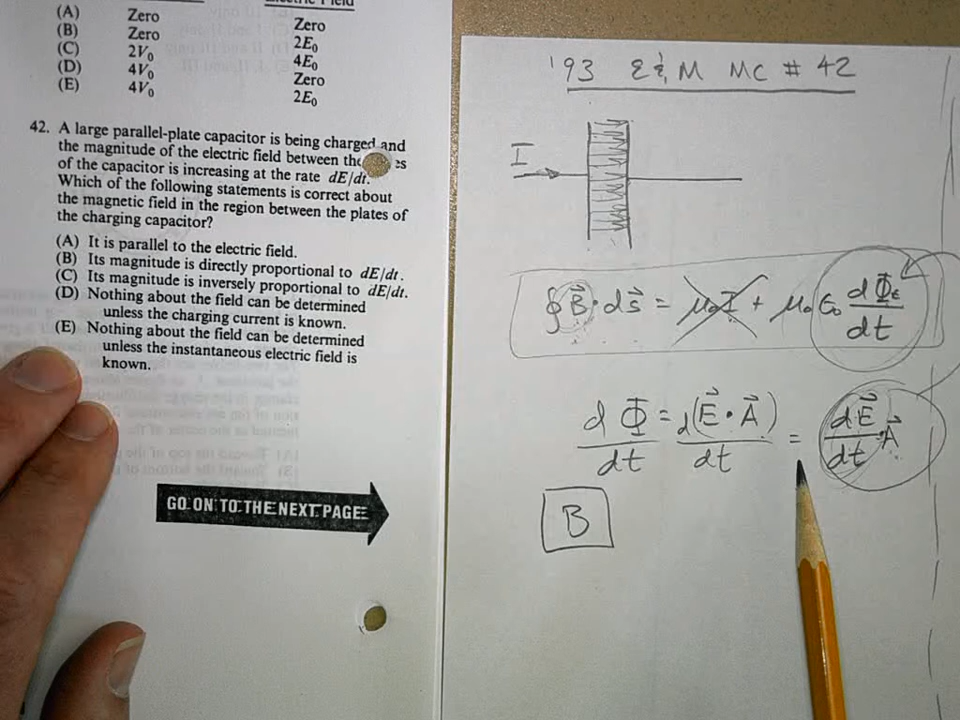 (A) Zero Zero
(B) Zero 2E₀
(C) 2V₀ 4E₀
(D) 4V₀ Zero
(E) 4V₀ 2E₀
42. A large parallel-plate capacitor is being charged and
the magnitude of the electric field between the
of the capacitor is increasing at the rate dE/dt.
Which of the following statements is correct about
the magnetic field in the region between the plates of
the charging capacitor?
(A) It is parallel to the electric field.
(B) Its magnitude is directly proportional to dE/dt.
(C) Its magnitude is inversely proportional to dE/dt.
(D) Nothing about the field can be determined
unless the charging current is known.
(E) Nothing about the field can be determined
unless the instantaneous electric field is
known.
GO ON TO THE NEXT PAGE
'93 E&M MC # 42
I
∮ B⃗ · ds⃗ = μ₀I + μ₀ϵ₀ dΦ_E/dt
dΦ/dt = d(E⃗ · A⃗)/dt = dE⃗/dt · A⃗
B